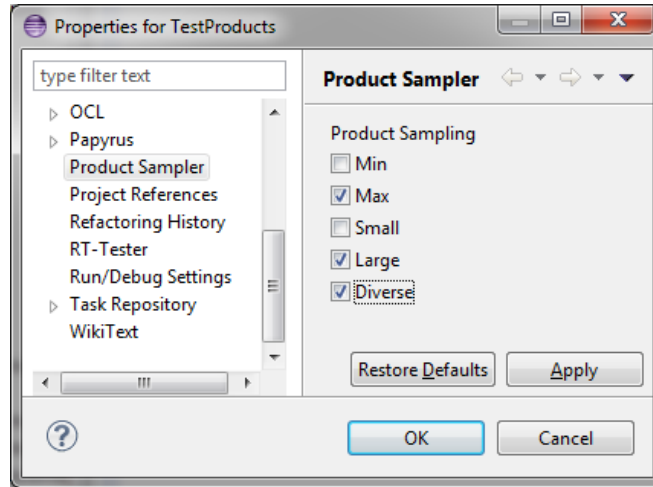 Properties for TestProducts
type filter text
OCL
Papyrus
Product Sampler
Project References
Refactoring History
RT-Tester
Run/Debug Settings
Task Repository
WikiText
Product Sampler
Product Sampling
Min
Max
Small
Large
Diverse
Restore Defaults
Apply
OK
Cancel